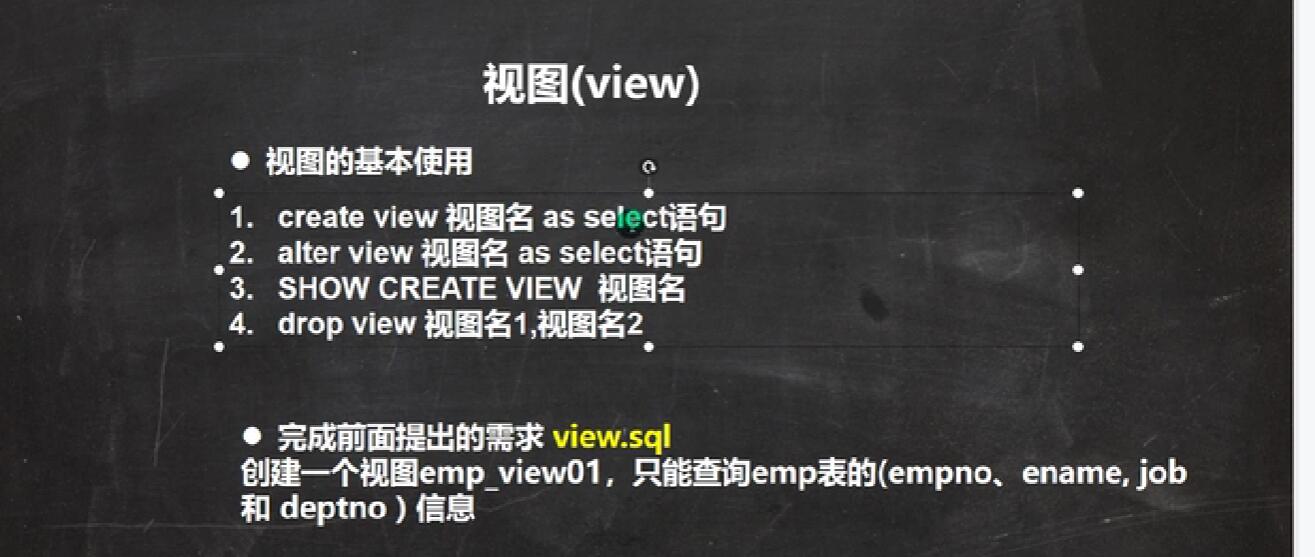 视图(view)
● 视图的基本使用
1. create view 视图名 as select语句
2. alter view 视图名 as select语句
3. SHOW CREATE VIEW 视图名
4. drop view 视图名1,视图名2
● 完成前面提出的需求 view.sql
创建一个视图emp_view01，只能查询emp表的(empno、ename, job
和 deptno ) 信息